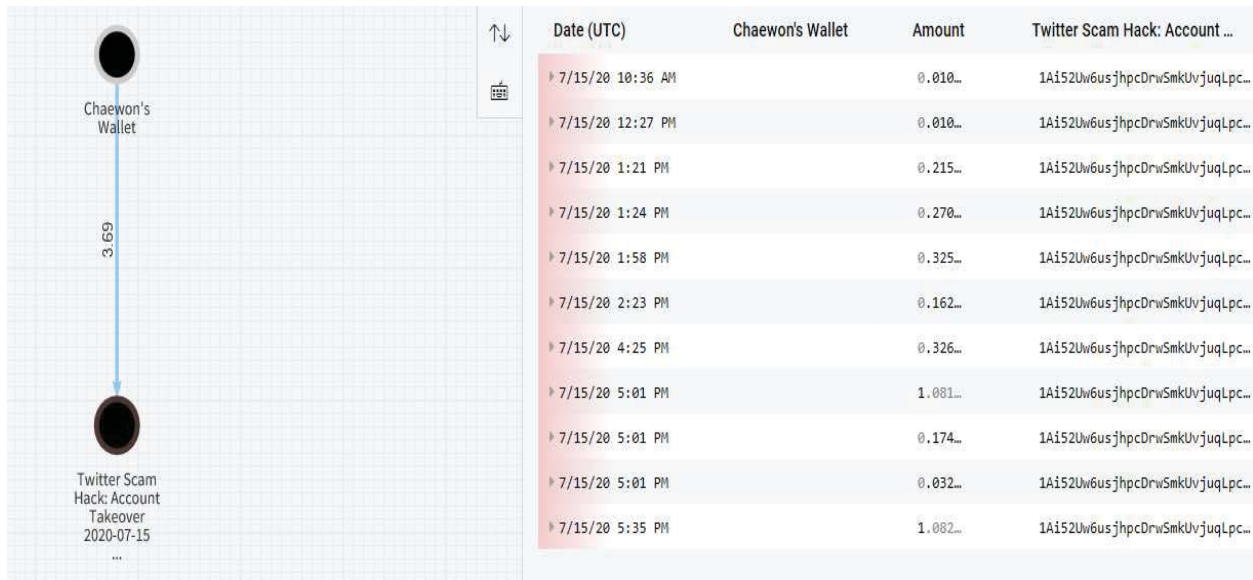 Chaewon's
Wallet
3.69
Twitter Scam
Hack: Account
Takeover
2020-07-15
...
Date (UTC) Chaewon's Wallet Amount Twitter Scam Hack: Account ...
7/15/20 10:36 AM 0.010… 1Ai52Uw6usjhpcDrwSmkUvjuqLpc…
7/15/20 12:27 PM 0.010… 1Ai52Uw6usjhpcDrwSmkUvjuqLpc…
7/15/20 1:21 PM 0.215… 1Ai52Uw6usjhpcDrwSmkUvjuqLpc…
7/15/20 1:24 PM 0.270… 1Ai52Uw6usjhpcDrwSmkUvjuqLpc…
7/15/20 1:58 PM 0.325… 1Ai52Uw6usjhpcDrwSmkUvjuqLpc…
7/15/20 2:23 PM 0.162… 1Ai52Uw6usjhpcDrwSmkUvjuqLpc…
7/15/20 4:25 PM 0.326… 1Ai52Uw6usjhpcDrwSmkUvjuqLpc…
7/15/20 5:01 PM 1.081… 1Ai52Uw6usjhpcDrwSmkUvjuqLpc…
7/15/20 5:01 PM 0.174… 1Ai52Uw6usjhpcDrwSmkUvjuqLpc…
7/15/20 5:01 PM 0.032… 1Ai52Uw6usjhpcDrwSmkUvjuqLpc…
7/15/20 5:35 PM 1.082… 1Ai52Uw6usjhpcDrwSmkUvjuqLpc…